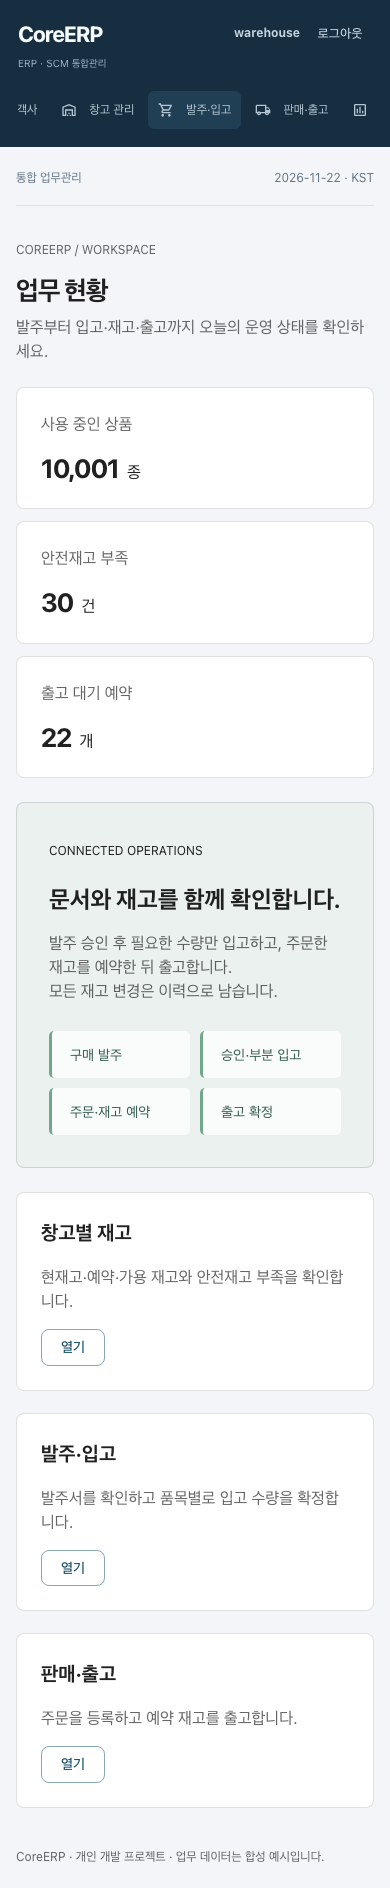 CoreERP
warehouse 로그아웃
ERP · SCM 통합관리
객사 창고 관리 발주·입고 판매·출고
통합 업무관리 2026-11-22 · KST
COREERP / WORKSPACE
업무 현황
발주부터 입고·재고·출고까지 오늘의 운영 상태를 확인하
세요.
사용 중인 상품
10,001 종
안전재고 부족
30 건
출고 대기 예약
22 개
CONNECTED OPERATIONS
문서와 재고를 함께 확인합니다.
발주 승인 후 필요한 수량만 입고하고, 주문한
재고를 예약한 뒤 출고합니다.
모든 재고 변경은 이력으로 남습니다.
구매 발주 승인·부분 입고
주문·재고 예약 출고 확정
창고별 재고
현재고·예약·가용 재고와 안전재고 부족을 확인합
니다.
열기
발주·입고
발주서를 확인하고 품목별로 입고 수량을 확정합
니다.
열기
판매·출고
주문을 등록하고 예약 재고를 출고합니다.
열기
CoreERP · 개인 개발 프로젝트 · 업무 데이터는 합성 예시입니다.